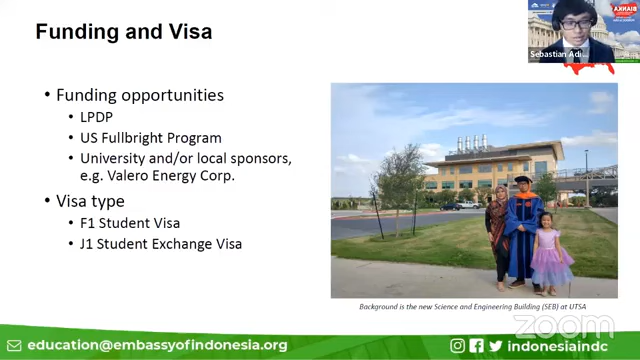 Funding and Visa
Sebastian Adi...
• Funding opportunities
• LPDP
• US Fullbright Program
• University and/or local sponsors,
e.g. Valero Energy Corp.
• Visa type
• F1 Student Visa
• J1 Student Exchange Visa
Background is the new Science and Engineering Building (SEB) at UTSA
zoom
education@embassyofindonesia.org
indonesiaindc